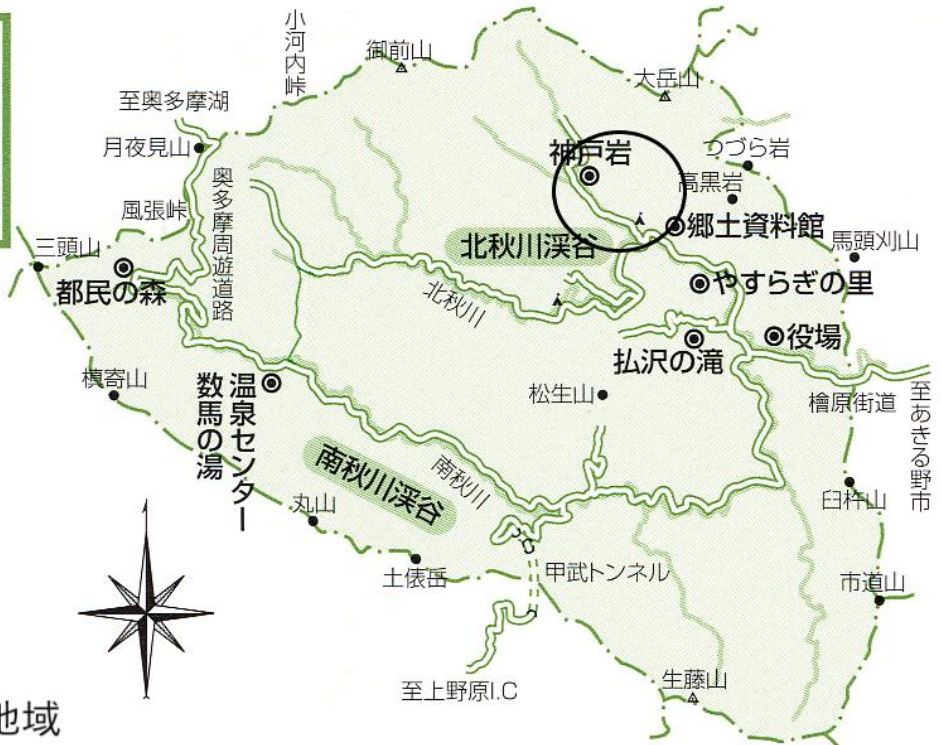 小河内峠
御前山
大岳山
至奥多摩湖
月夜見山
神戸岩
つづら岩
高黒岩
奥多摩周遊道路
風張峠
郷土資料館
北秋川渓谷
馬頭刈山
三頭山
都民の森
やすらぎの里
北秋川
役場
払沢の滝
槙寄山
温泉センター
数馬の湯
松生山
檜原街道
至あきる野市
南秋川渓谷
南秋川
臼杵山
丸山
土俵岳
甲武トンネル
市道山
至上野原I.C
生藤山
地域